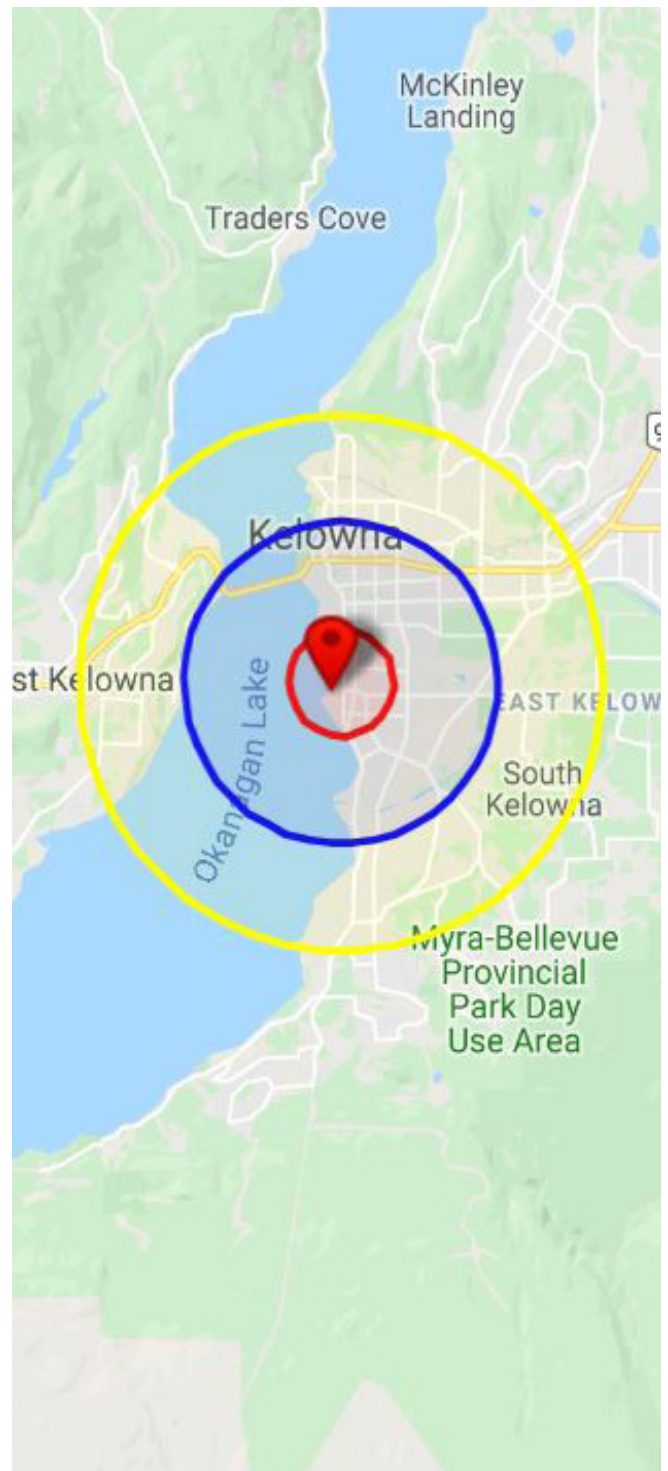 McKinley
Landing
Traders Cove
9
Kelowna
st Kelowna
EAST KELOW
Okanagan Lake
South
Kelowna
Myra-Bellevue
Provincial
Park Day
Use Area